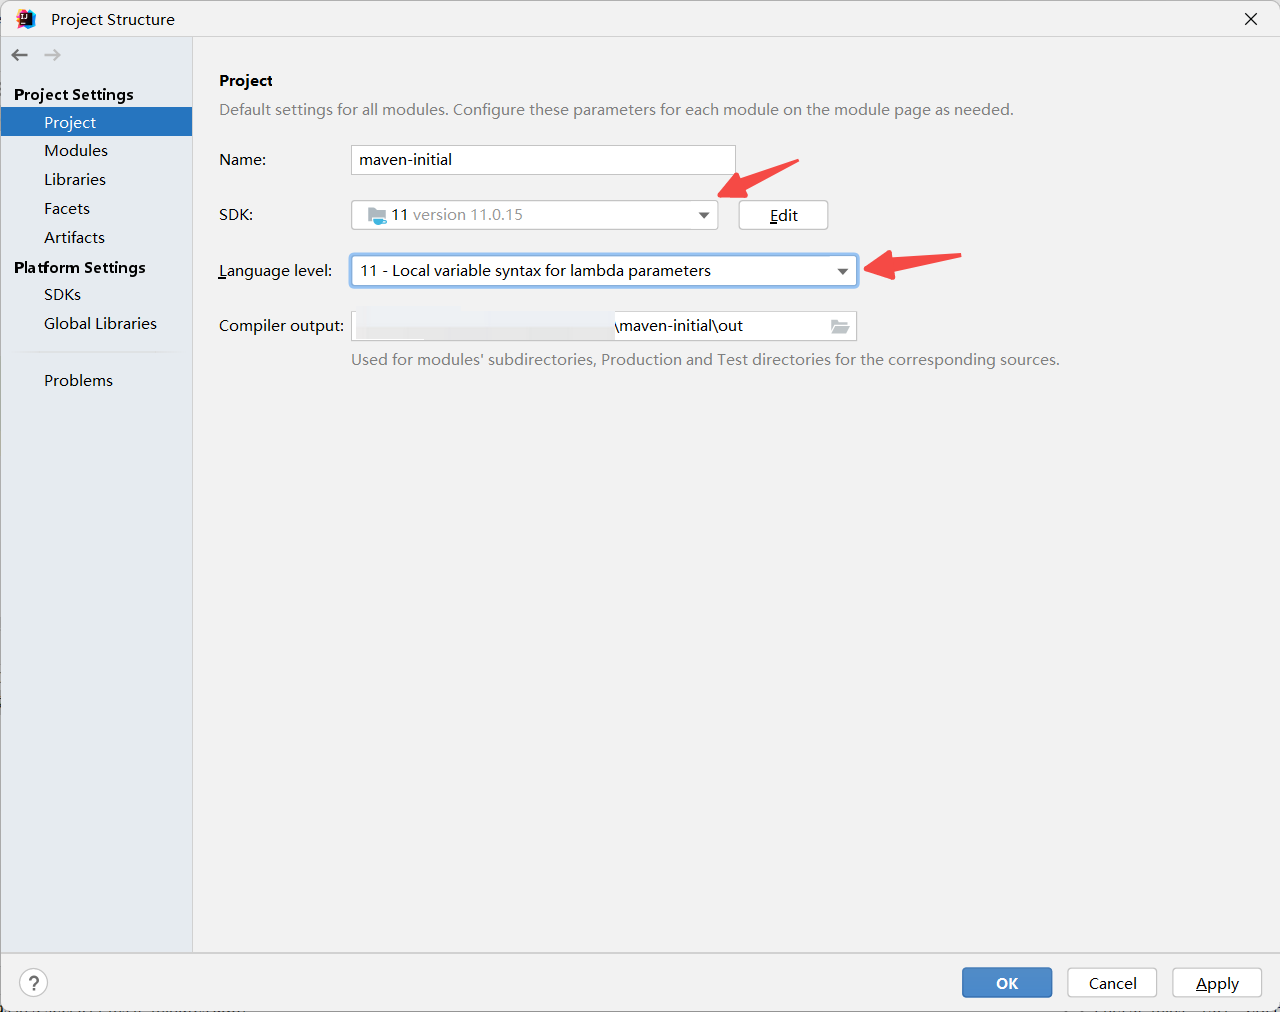 Project Structure
Project Settings
Project
Modules
Libraries
Facets
Artifacts
Platform Settings
SDKs
Global Libraries
Problems
Project
Default settings for all modules. Configure these parameters for each module on the module page as needed.
Name: maven-initial
SDK: 11 version 11.0.15 Edit
Language level: 11 - Local variable syntax for lambda parameters
Compiler output: \maven-initial\out
Used for modules' subdirectories, Production and Test directories for the corresponding sources.
? OK Cancel Apply